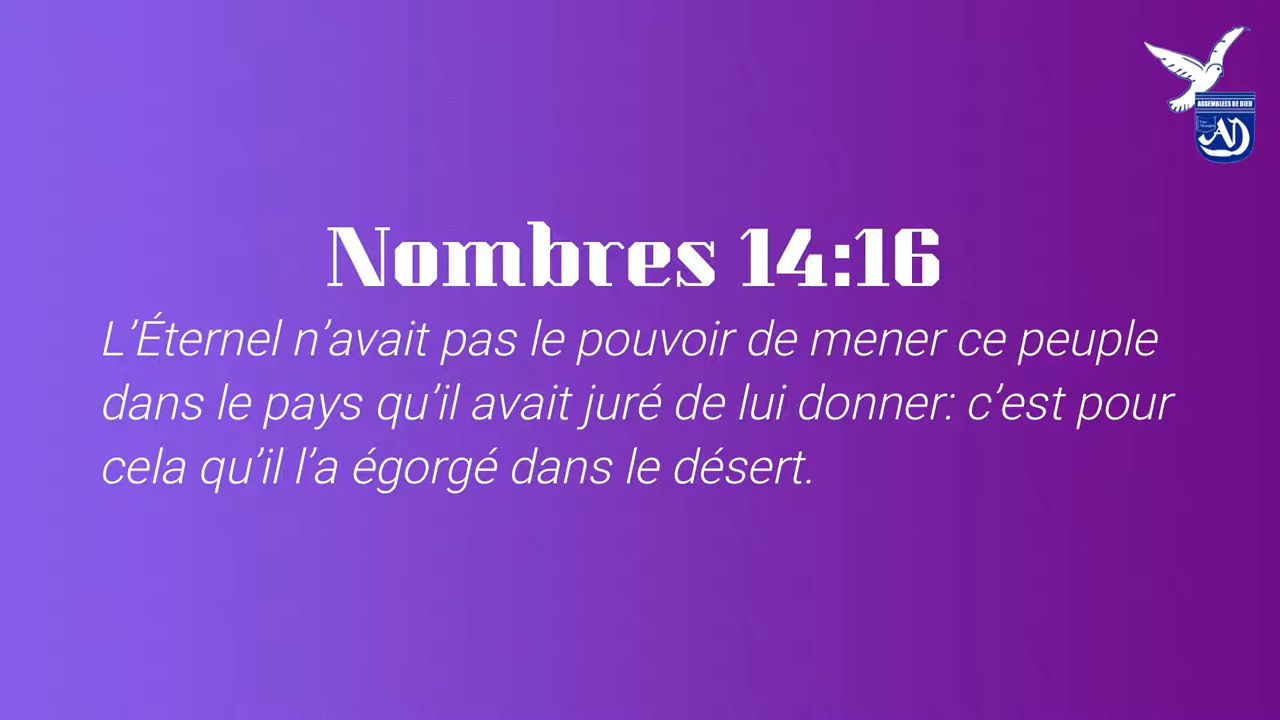 ASSEMBLEES DE DIEU
AD
Nombres 14:16
L’Éternel n’avait pas le pouvoir de mener ce peuple
dans le pays qu’il avait juré de lui donner: c’est pour
cela qu’il l’a égorgé dans le désert.